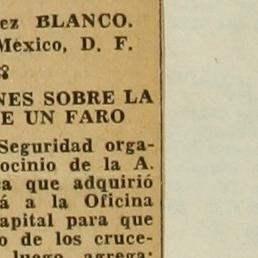 ez BLANCO.
México, D. F.
NES SOBRE LA
E UN FARO
Seguridad orga-
ocinio de la A.
a que adquirió
á a la Oficina
apital para que
o de los cruce-
luego agrega: